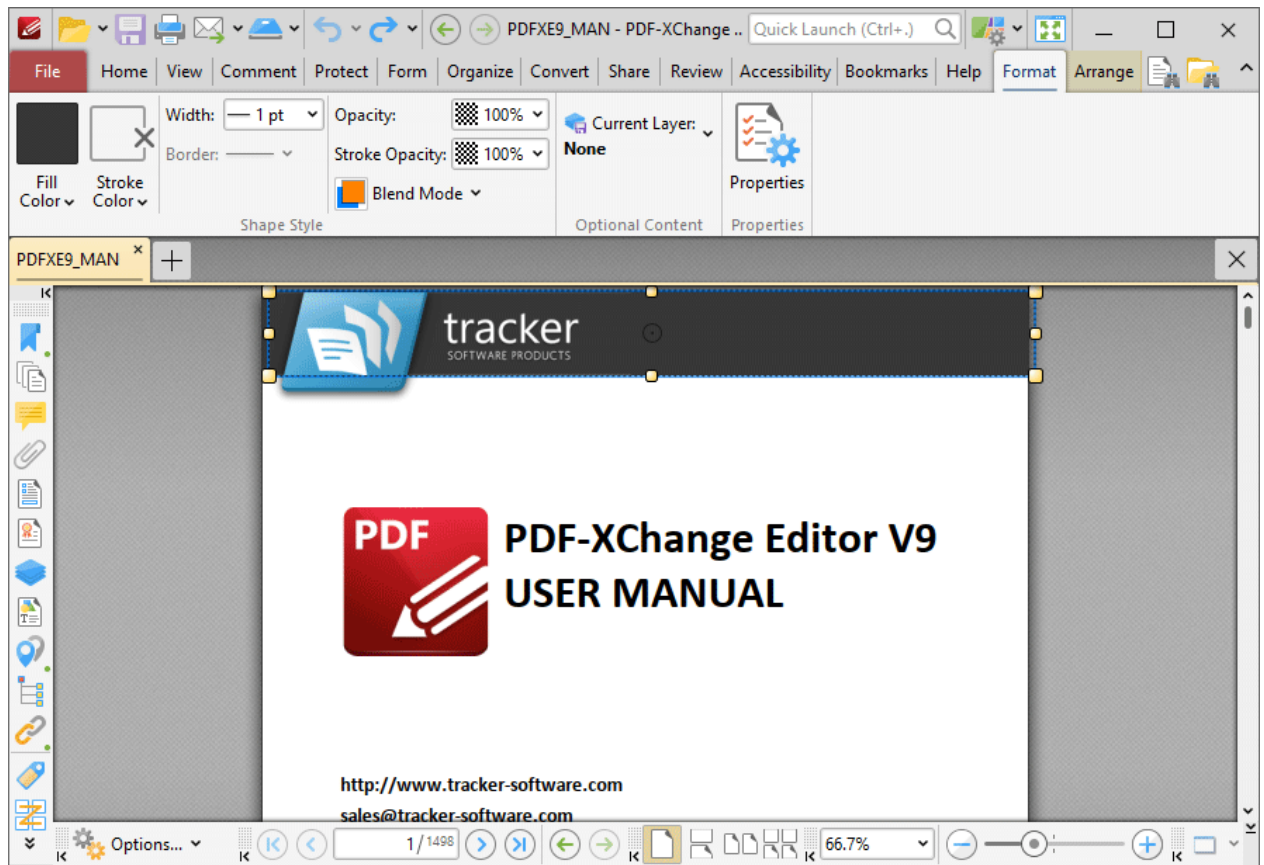 PDFXE9_MAN - PDF-XChange .. Quick Launch (Ctrl+.)
File Home View Comment Protect Form Organize Convert Share Review Accessibility Bookmarks Help Format Arrange
Width: 1 pt Opacity: 100% Current Layer:
Border: Stroke Opacity: 100% None
Fill Color Stroke Color Blend Mode Properties
Shape Style Optional Content Properties
PDFXE9_MAN
tracker
SOFTWARE PRODUCTS
PDF
PDF-XChange Editor V9
USER MANUAL
http://www.tracker-software.com
sales@tracker-software.com
Options... 1/1498 66.7%